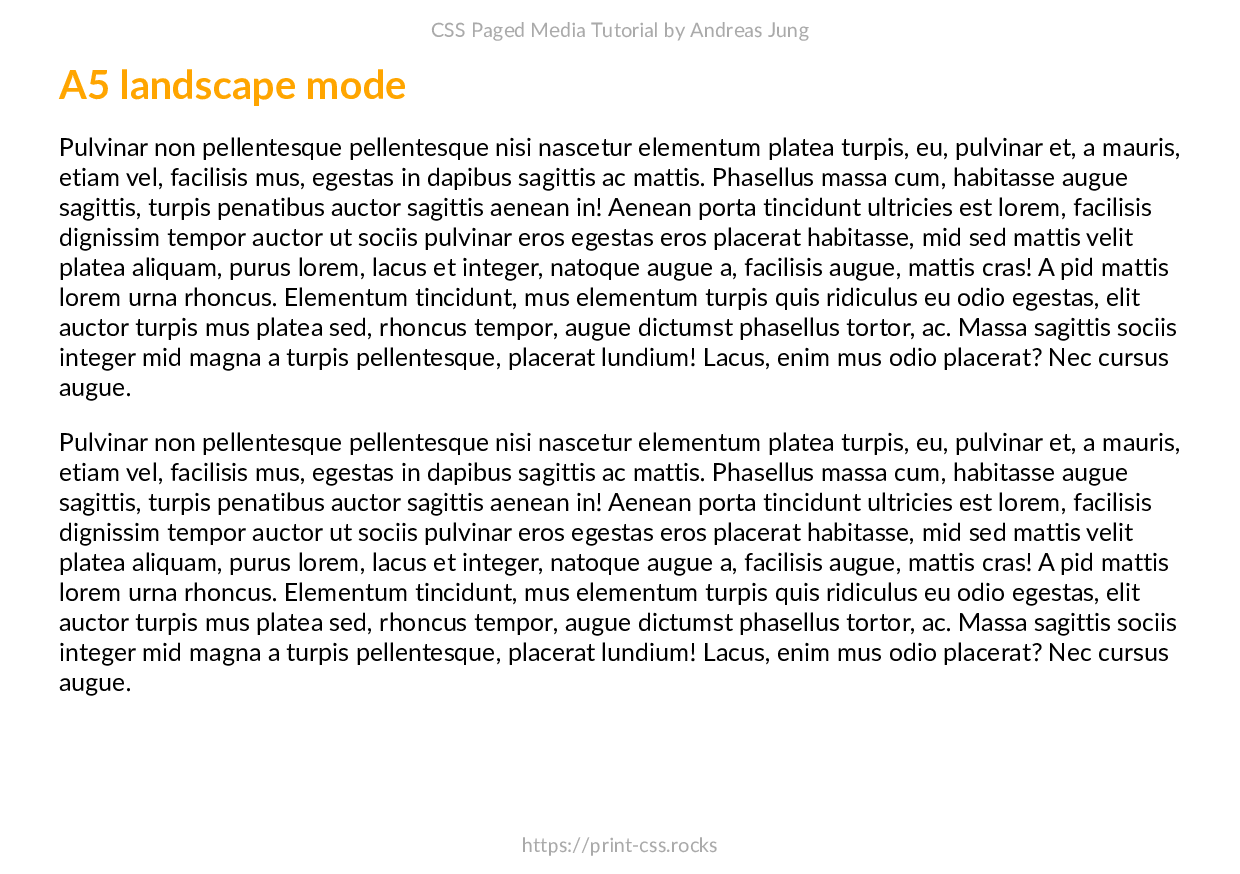 CSS Paged Media Tutorial by Andreas Jung
A5 landscape mode
Pulvinar non pellentesque pellentesque nisi nascetur elementum platea turpis, eu, pulvinar et, a mauris,
etiam vel, facilisis mus, egestas in dapibus sagittis ac mattis. Phasellus massa cum, habitasse augue
sagittis, turpis penatibus auctor sagittis aenean in! Aenean porta tincidunt ultricies est lorem, facilisis
dignissim tempor auctor ut sociis pulvinar eros egestas eros placerat habitasse, mid sed mattis velit
platea aliquam, purus lorem, lacus et integer, natoque augue a, facilisis augue, mattis cras! A pid mattis
lorem urna rhoncus. Elementum tincidunt, mus elementum turpis quis ridiculus eu odio egestas, elit
auctor turpis mus platea sed, rhoncus tempor, augue dictumst phasellus tortor, ac. Massa sagittis sociis
integer mid magna a turpis pellentesque, placerat lundium! Lacus, enim mus odio placerat? Nec cursus
augue.
Pulvinar non pellentesque pellentesque nisi nascetur elementum platea turpis, eu, pulvinar et, a mauris,
etiam vel, facilisis mus, egestas in dapibus sagittis ac mattis. Phasellus massa cum, habitasse augue
sagittis, turpis penatibus auctor sagittis aenean in! Aenean porta tincidunt ultricies est lorem, facilisis
dignissim tempor auctor ut sociis pulvinar eros egestas eros placerat habitasse, mid sed mattis velit
platea aliquam, purus lorem, lacus et integer, natoque augue a, facilisis augue, mattis cras! A pid mattis
lorem urna rhoncus. Elementum tincidunt, mus elementum turpis quis ridiculus eu odio egestas, elit
auctor turpis mus platea sed, rhoncus tempor, augue dictumst phasellus tortor, ac. Massa sagittis sociis
integer mid magna a turpis pellentesque, placerat lundium! Lacus, enim mus odio placerat? Nec cursus
augue.
https://print-css.rocks